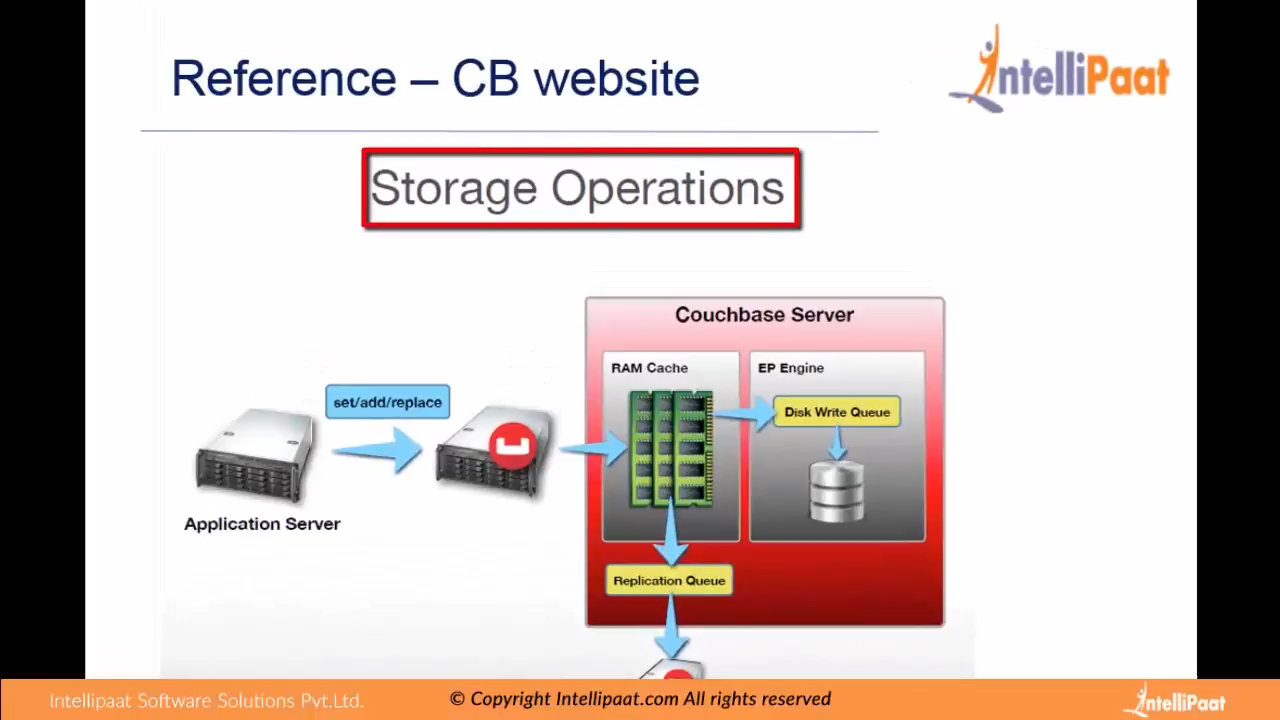 Reference – CB website
IntelliPaat
Storage Operations
Couchbase Server
RAM Cache
EP Engine
set/add/replace
Disk Write Queue
Application Server
Replication Queue
Intellipaat Software Solutions Pvt.Ltd.
© Copyright Intellipaat.com All rights reserved
IntelliPaat